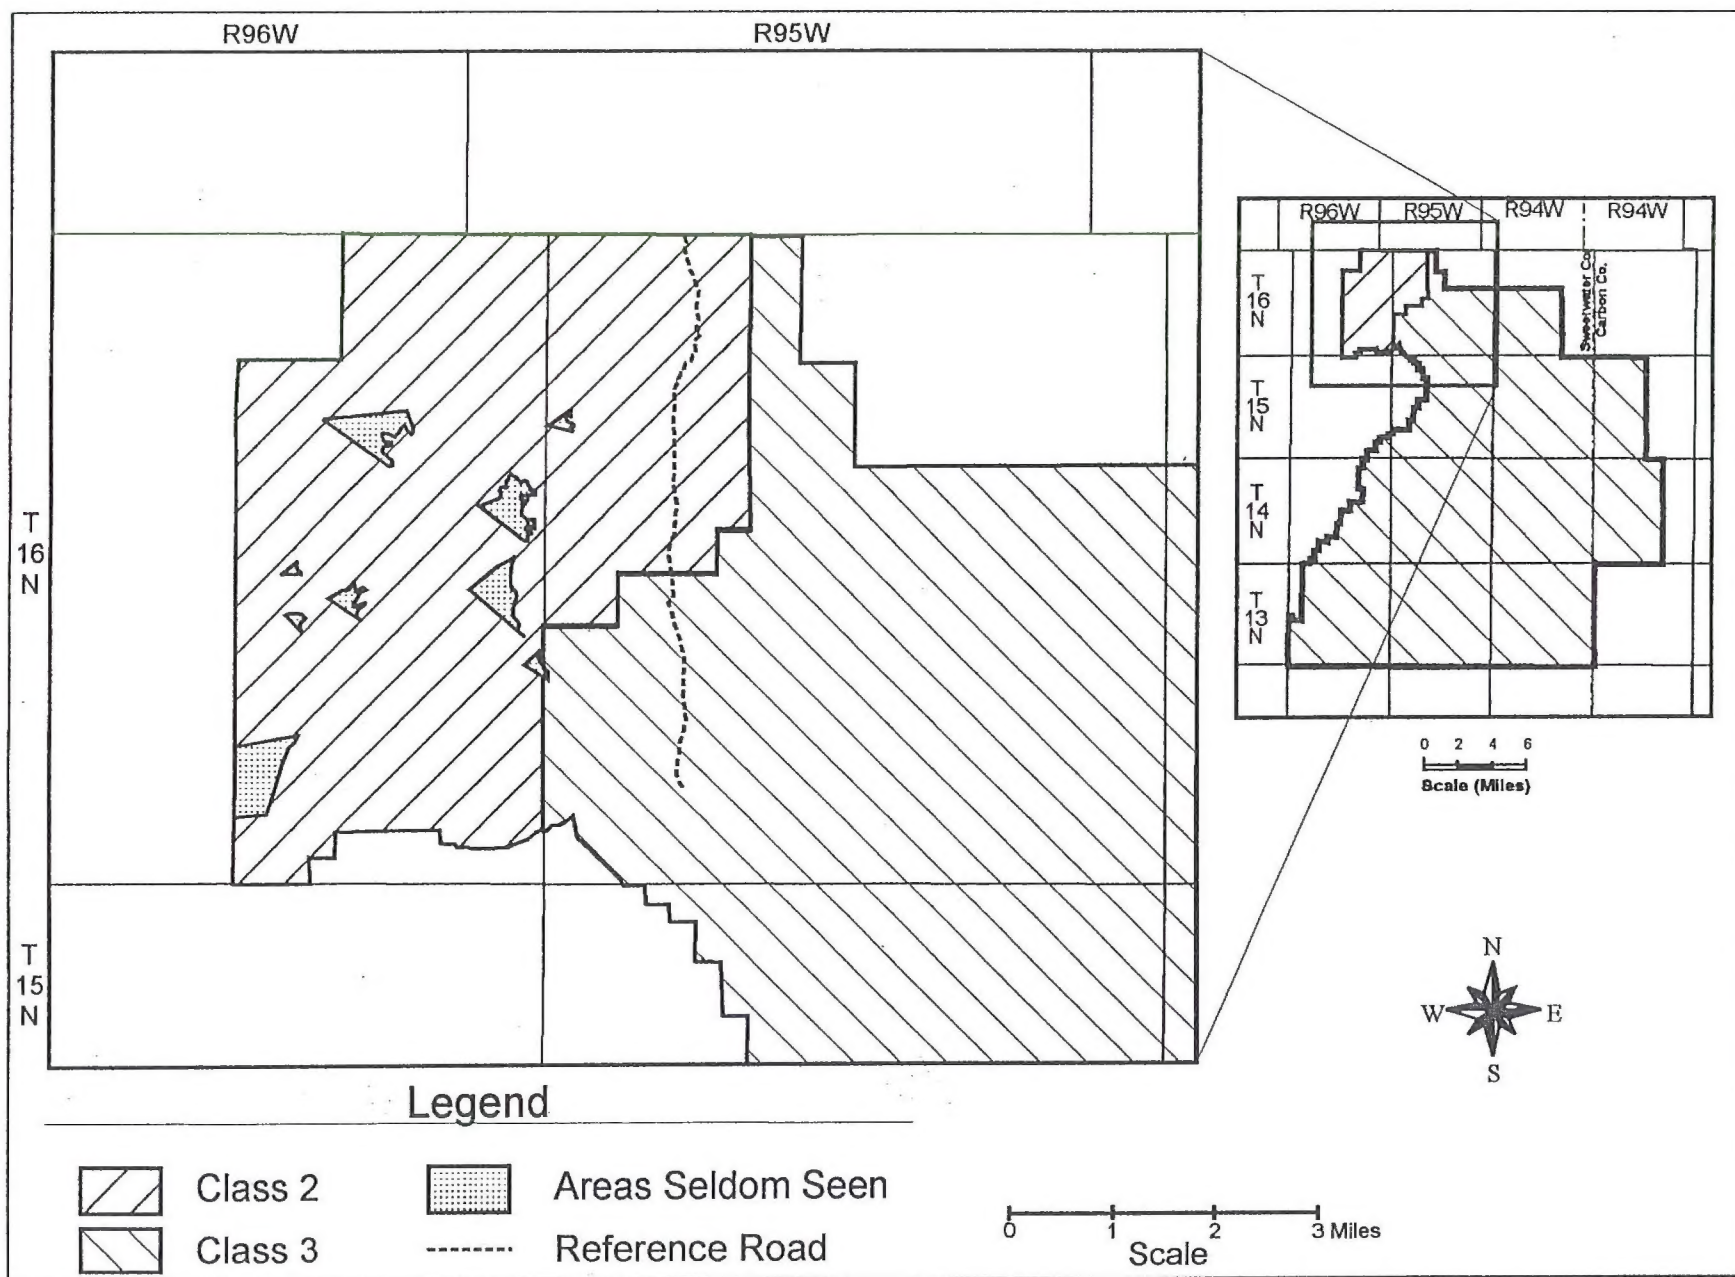 R96W R95W
T
16
N
T
15
N
R96W R95W R94W R94W
T
16
N
T
15
N
T
14
N
T
13
N
Sweetwater Co.
Carbon Co.
0 2 4 6
Scale (Miles)
N
W E
S
Legend
Class 2
Areas Seldom Seen
Class 3
Reference Road
0 1 2 3 Miles
Scale